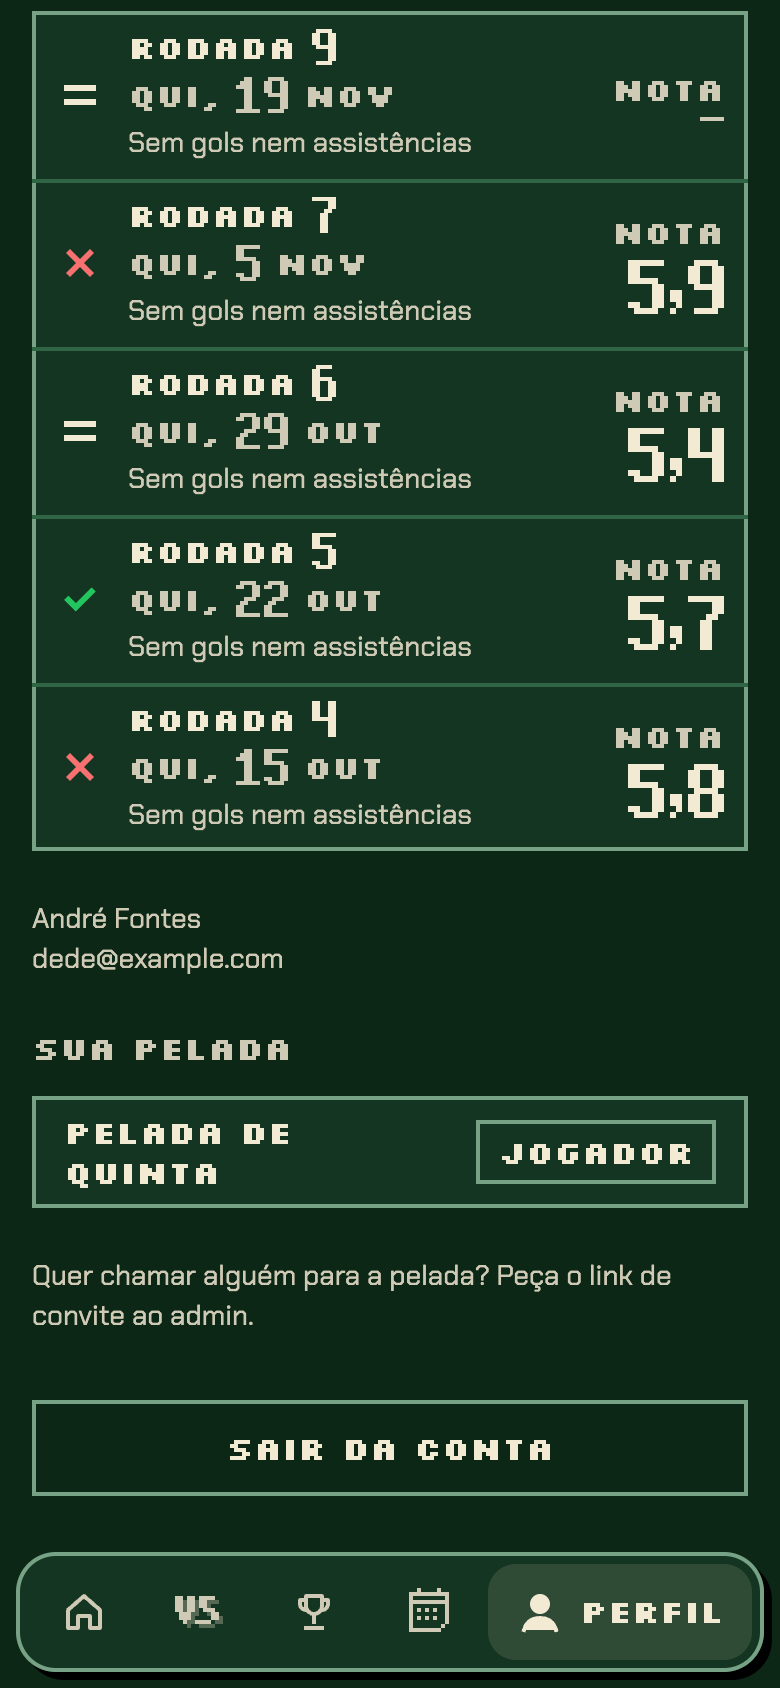 RODADA 9
QUI, 19 NOV
Sem gols nem assistências
NOTA
—
RODADA 7
QUI, 5 NOV
Sem gols nem assistências
NOTA
5,9
RODADA 6
QUI, 29 OUT
Sem gols nem assistências
NOTA
5,4
RODADA 5
QUI, 22 OUT
Sem gols nem assistências
NOTA
5,7
RODADA 4
QUI, 15 OUT
Sem gols nem assistências
NOTA
5,8
André Fontes
dede@example.com
SUA PELADA
PELADA DE
QUINTA
JOGADOR
Quer chamar alguém para a pelada? Peça o link de
convite ao admin.
SAIR DA CONTA
VS
PERFIL